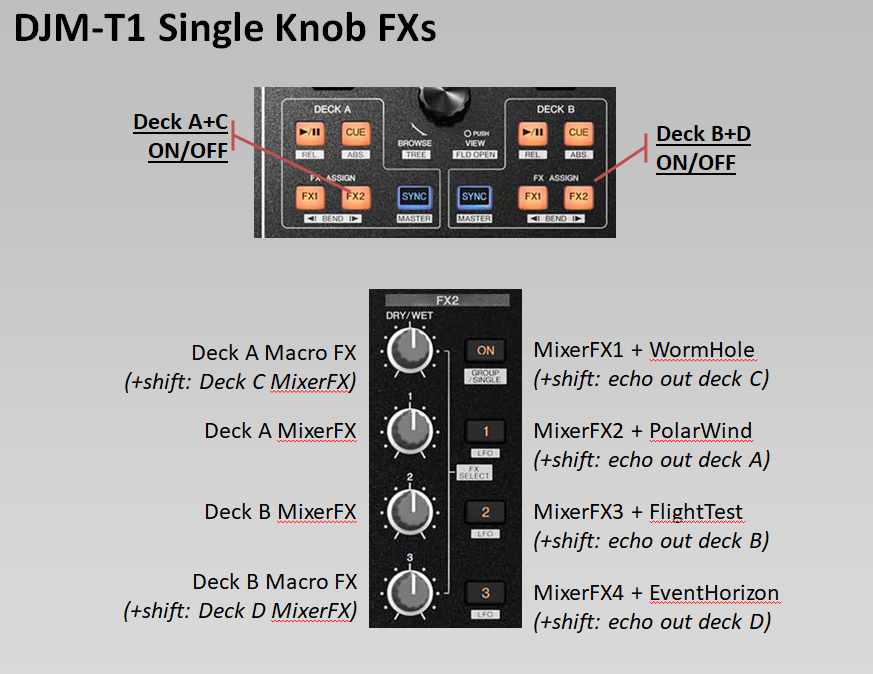 DJM-T1 Single Knob FXs
Deck A+C
ON/OFF
DECK A
▶/II
CUE
REL.
ABS.
FX ASSIGN
FX1
FX2
◀I BEND I▶
SYNC
MASTER
BROWSE
TREE
PUSH
VIEW
FLD OPEN
SYNC
MASTER
DECK B
▶/II
CUE
REL.
ABS.
FX ASSIGN
FX1
FX2
◀I BEND I▶
Deck B+D
ON/OFF
FX2
DRY/WET
Deck A Macro FX
(+shift: Deck C MixerFX)
ON
GROUP
/SINGLE
MixerFX1 + WormHole
(+shift: echo out deck C)
1
Deck A MixerFX
1
LFO
FX
SELECT
MixerFX2 + PolarWind
(+shift: echo out deck A)
2
Deck B MixerFX
2
LFO
MixerFX3 + FlightTest
(+shift: echo out deck B)
3
Deck B Macro FX
(+shift: Deck D MixerFX)
3
LFO
MixerFX4 + EventHorizon
(+shift: echo out deck D)